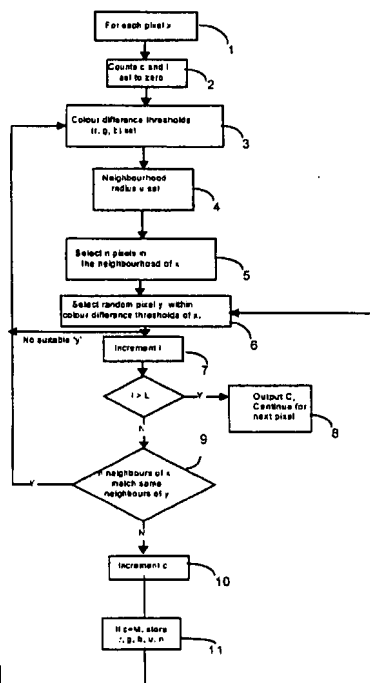 For each pixel x
1
Counts c and I
set to zero
2
Colour difference thresholds
(r, g, b) set
3
Neighbourhood
radius u set
4
Select n pixels in
the neighbourhood of x
5
Select random pixel y within
colour difference thresholds of x.
6
No suitable 'y'
Increment I
7
I > L
Y
Output C,
Continue for
next pixel
8
N
9
neighbours of x
match same
neighbours of y
Y
N
Increment c
10
If c=M, store
r, g, b, u, n
11